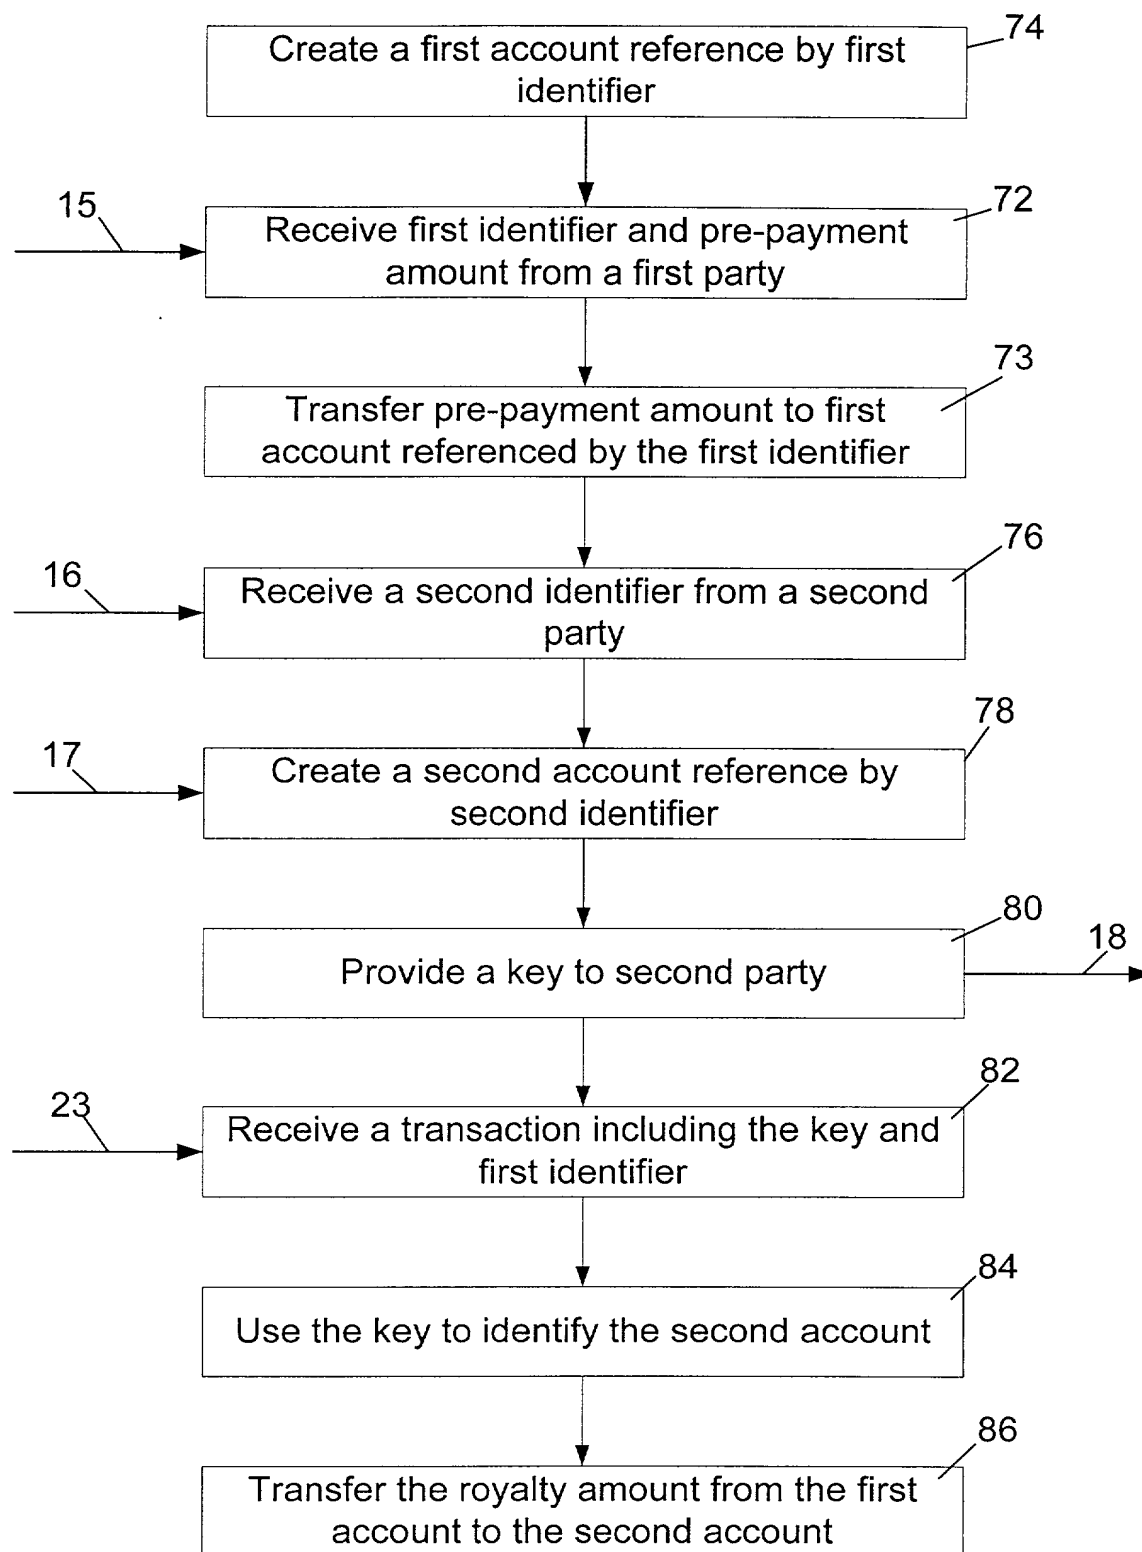 74
Create a first account reference by first
identifier
15
72
Receive first identifier and pre-payment
amount from a first party
73
Transfer pre-payment amount to first
account referenced by the first identifier
76
16
Receive a second identifier from a second
party
78
17
Create a second account reference by
second identifier
80
18
Provide a key to second party
82
23
Receive a transaction including the key and
first identifier
84
Use the key to identify the second account
86
Transfer the royalty amount from the first
account to the second account